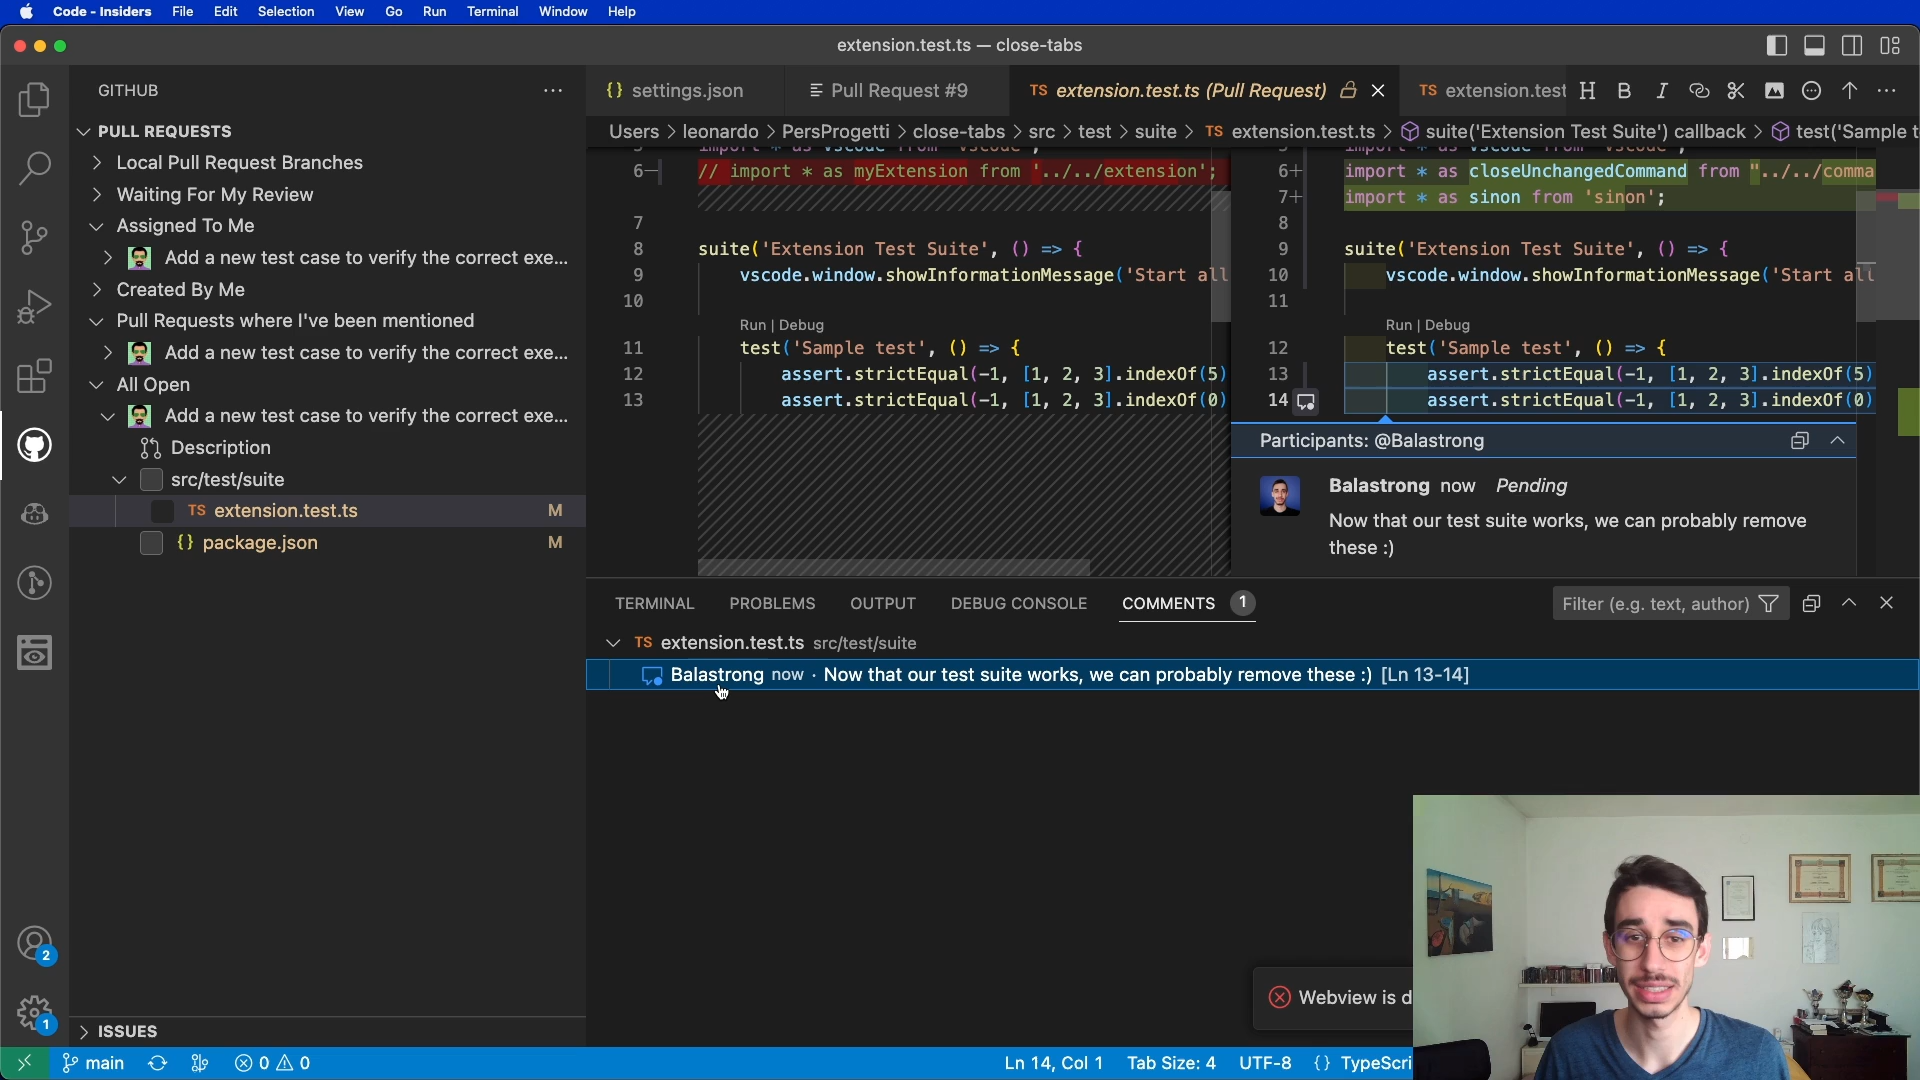 Code - Insiders File Edit Selection View Go Run Terminal Window Help
extension.test.ts — close-tabs
GITHUB
PULL REQUESTS
Local Pull Request Branches
Waiting For My Review
Assigned To Me
Add a new test case to verify the correct exe...
Created By Me
Pull Requests where I've been mentioned
Add a new test case to verify the correct exe...
All Open
Add a new test case to verify the correct exe...
Description
src/test/suite
TS extension.test.ts M
{} package.json M
ISSUES
{} settings.json
Pull Request #9
TS extension.test.ts (Pull Request)
TS extension.test
Users > leonardo > PersProgetti > close-tabs > src > test > suite > TS extension.test.ts > suite('Extension Test Suite') callback > test('Sample t
6— // import * as myExtension from '../../extension';
7
8 suite('Extension Test Suite', () => {
9 vscode.window.showInformationMessage('Start all
10
Run | Debug
11 test('Sample test', () => {
12 assert.strictEqual(-1, [1, 2, 3].indexOf(5)
13 assert.strictEqual(-1, [1, 2, 3].indexOf(0)
6+ import * as closeUnchangedCommand from "../../comma
7+ import * as sinon from 'sinon';
8
9 suite('Extension Test Suite', () => {
10 vscode.window.showInformationMessage('Start all
11
Run | Debug
12 test('Sample test', () => {
13 assert.strictEqual(-1, [1, 2, 3].indexOf(5)
14 assert.strictEqual(-1, [1, 2, 3].indexOf(0)
Participants: @Balastrong
Balastrong now Pending
Now that our test suite works, we can probably remove
these :)
TERMINAL PROBLEMS OUTPUT DEBUG CONSOLE COMMENTS 1
Filter (e.g. text, author)
TS extension.test.ts src/test/suite
Balastrong now · Now that our test suite works, we can probably remove these :) [Ln 13-14]
Webview is d
2
1
main 0 0 Ln 14, Col 1 Tab Size: 4 UTF-8 {} TypeScri